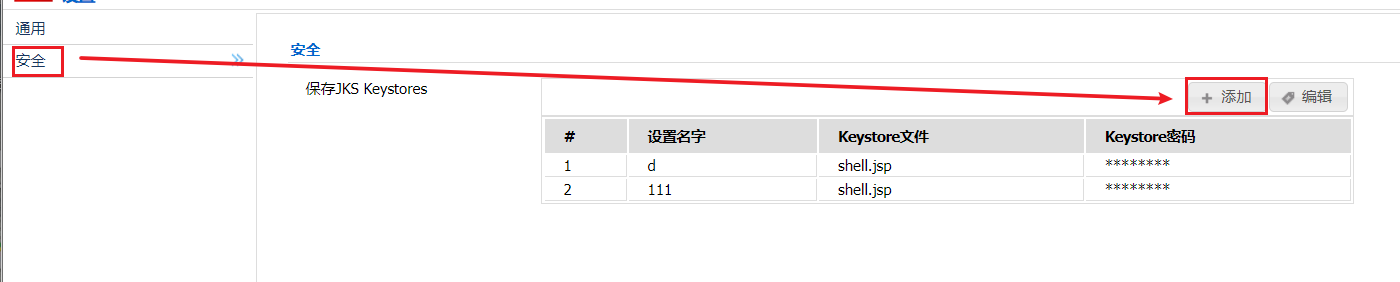 设置
通用
安全
安全
保存JKS Keystores
添加 编辑
# 设置名字 Keystore文件 Keystore密码
1 d shell.jsp ********
2 111 shell.jsp ********